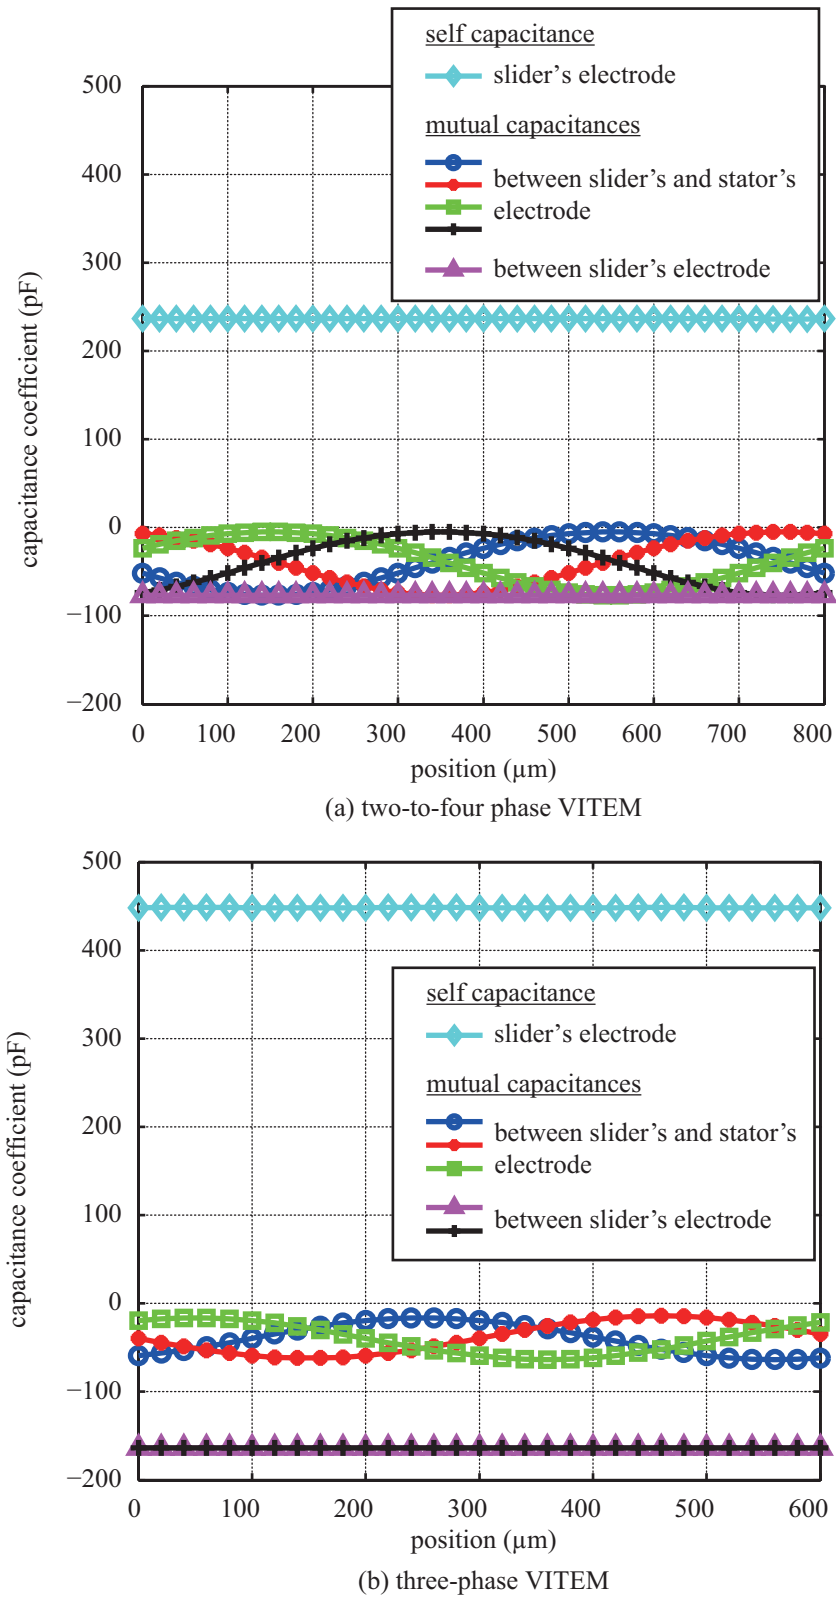 self capacitance
slider's electrode
mutual capacitances
between slider's and stator's
electrode
between slider's electrode
500
400
300
200
100
0
−100
−200
capacitance coefficient (pF)
0 100 200 300 400 500 600 700 800
position (µm)
(a) two-to-four phase VITEM
500
400
300
200
100
0
−100
−200
capacitance coefficient (pF)
self capacitance
slider's electrode
mutual capacitances
between slider's and stator's
electrode
between slider's electrode
0 100 200 300 400 500 600
position (µm)
(b) three-phase VITEM